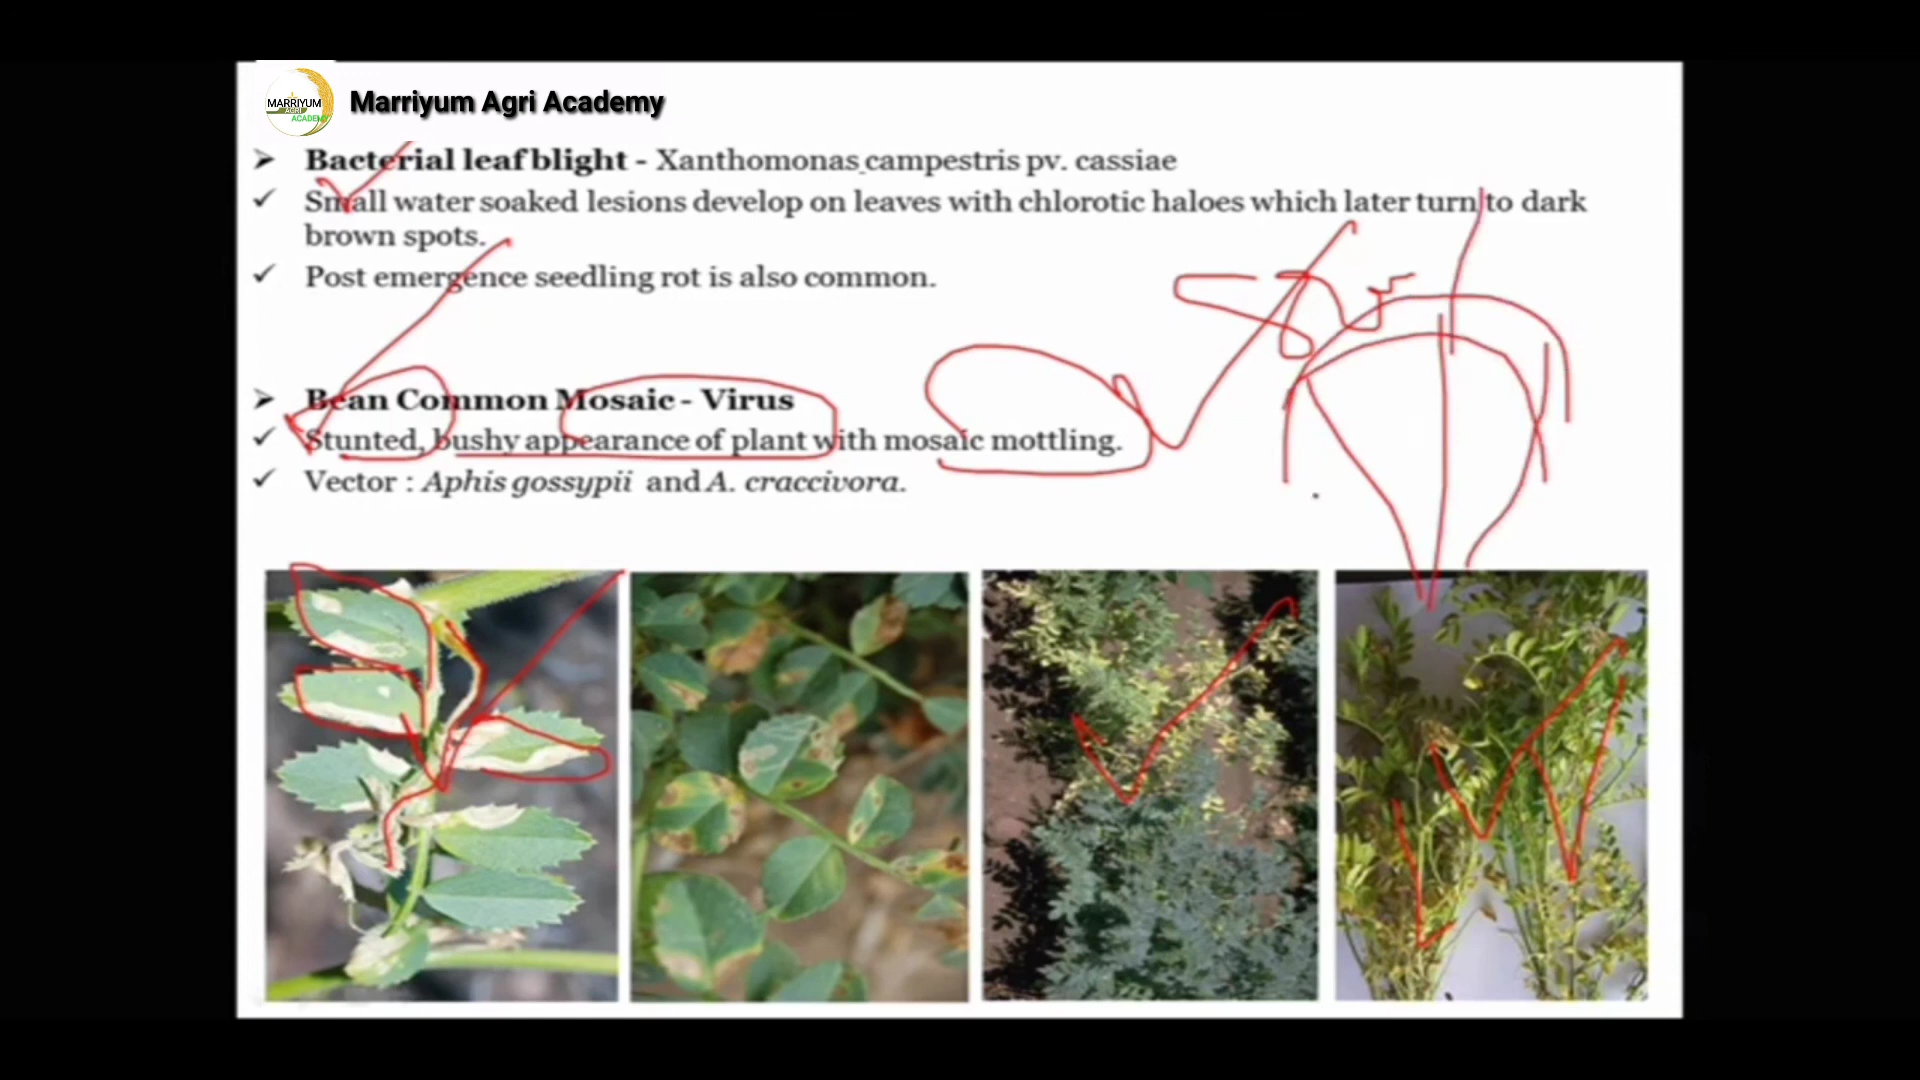 MARRIYUM
AGRI
ACADEMY
Marriyum Agri Academy
➢ Bacterial leaf blight - Xanthomonas campestris pv. cassiae
✓ Small water soaked lesions develop on leaves with chlorotic haloes which later turn to dark
brown spots.
✓ Post emergence seedling rot is also common.
➢ Bean Common Mosaic - Virus
✓ Stunted, bushy appearance of plant with mosaic mottling.
✓ Vector : Aphis gossypii and A. craccivora.